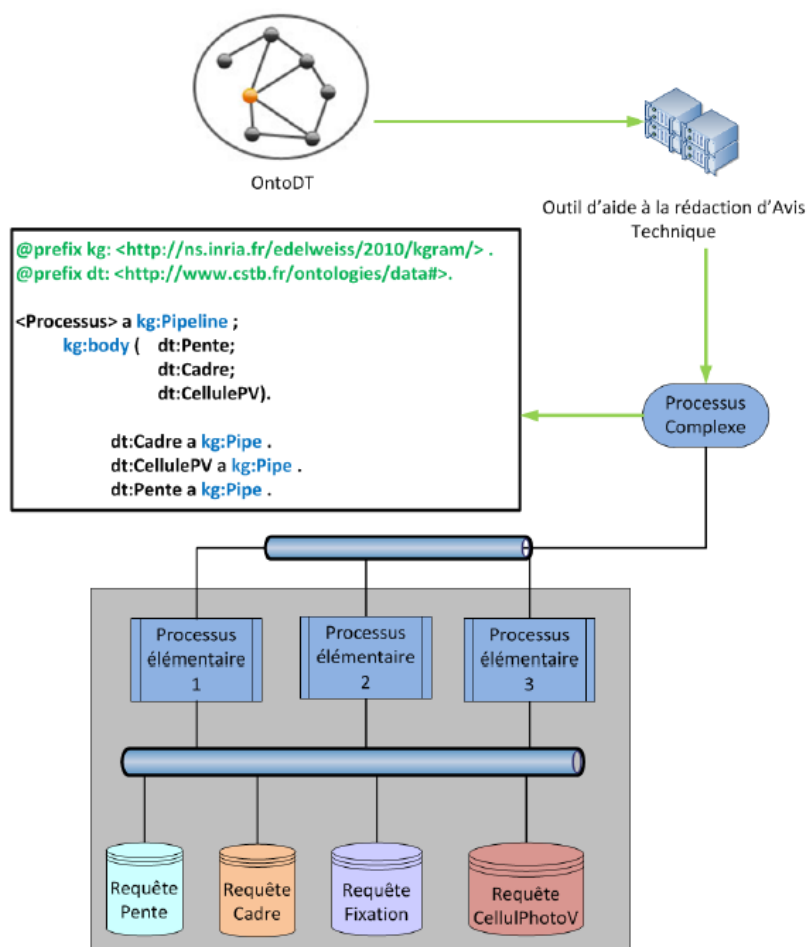 OntoDT
Outil d'aide à la rédaction d'Avis
Technique
@prefix kg: <http://ns.inria.fr/edelweiss/2010/kgram/> .
@prefix dt: <http://www.cstb.fr/ontologies/data#>.
<Processus> a kg:Pipeline ;
kg:body ( dt:Pente;
dt:Cadre;
dt:CellulePV).
dt:Cadre a kg:Pipe .
dt:CellulePV a kg:Pipe .
dt:Pente a kg:Pipe .
Processus
Complexe
Processus
élémentaire
1
Processus
élémentaire
2
Processus
élémentaire
3
Requête
Pente
Requête
Cadre
Requête
Fixation
Requête
CellulPhotoV